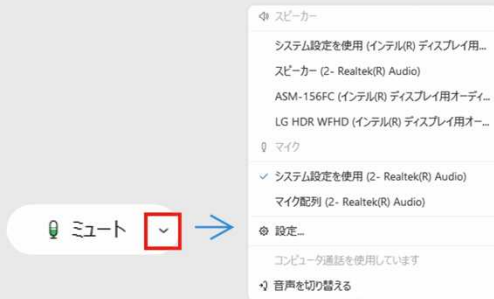 スピーカー
システム設定を使用 (インテル(R) ディスプレイ用...
スピーカー (2- Realtek(R) Audio)
ASM-156FC (インテル(R) ディスプレイ用オーディ...
LG HDR WFHD (インテル(R) ディスプレイ用オー...
マイク
システム設定を使用 (2- Realtek(R) Audio)
マイク配列 (2- Realtek(R) Audio)
ミュート
設定...
コンピュータ通話を使用しています
音声を切り替える